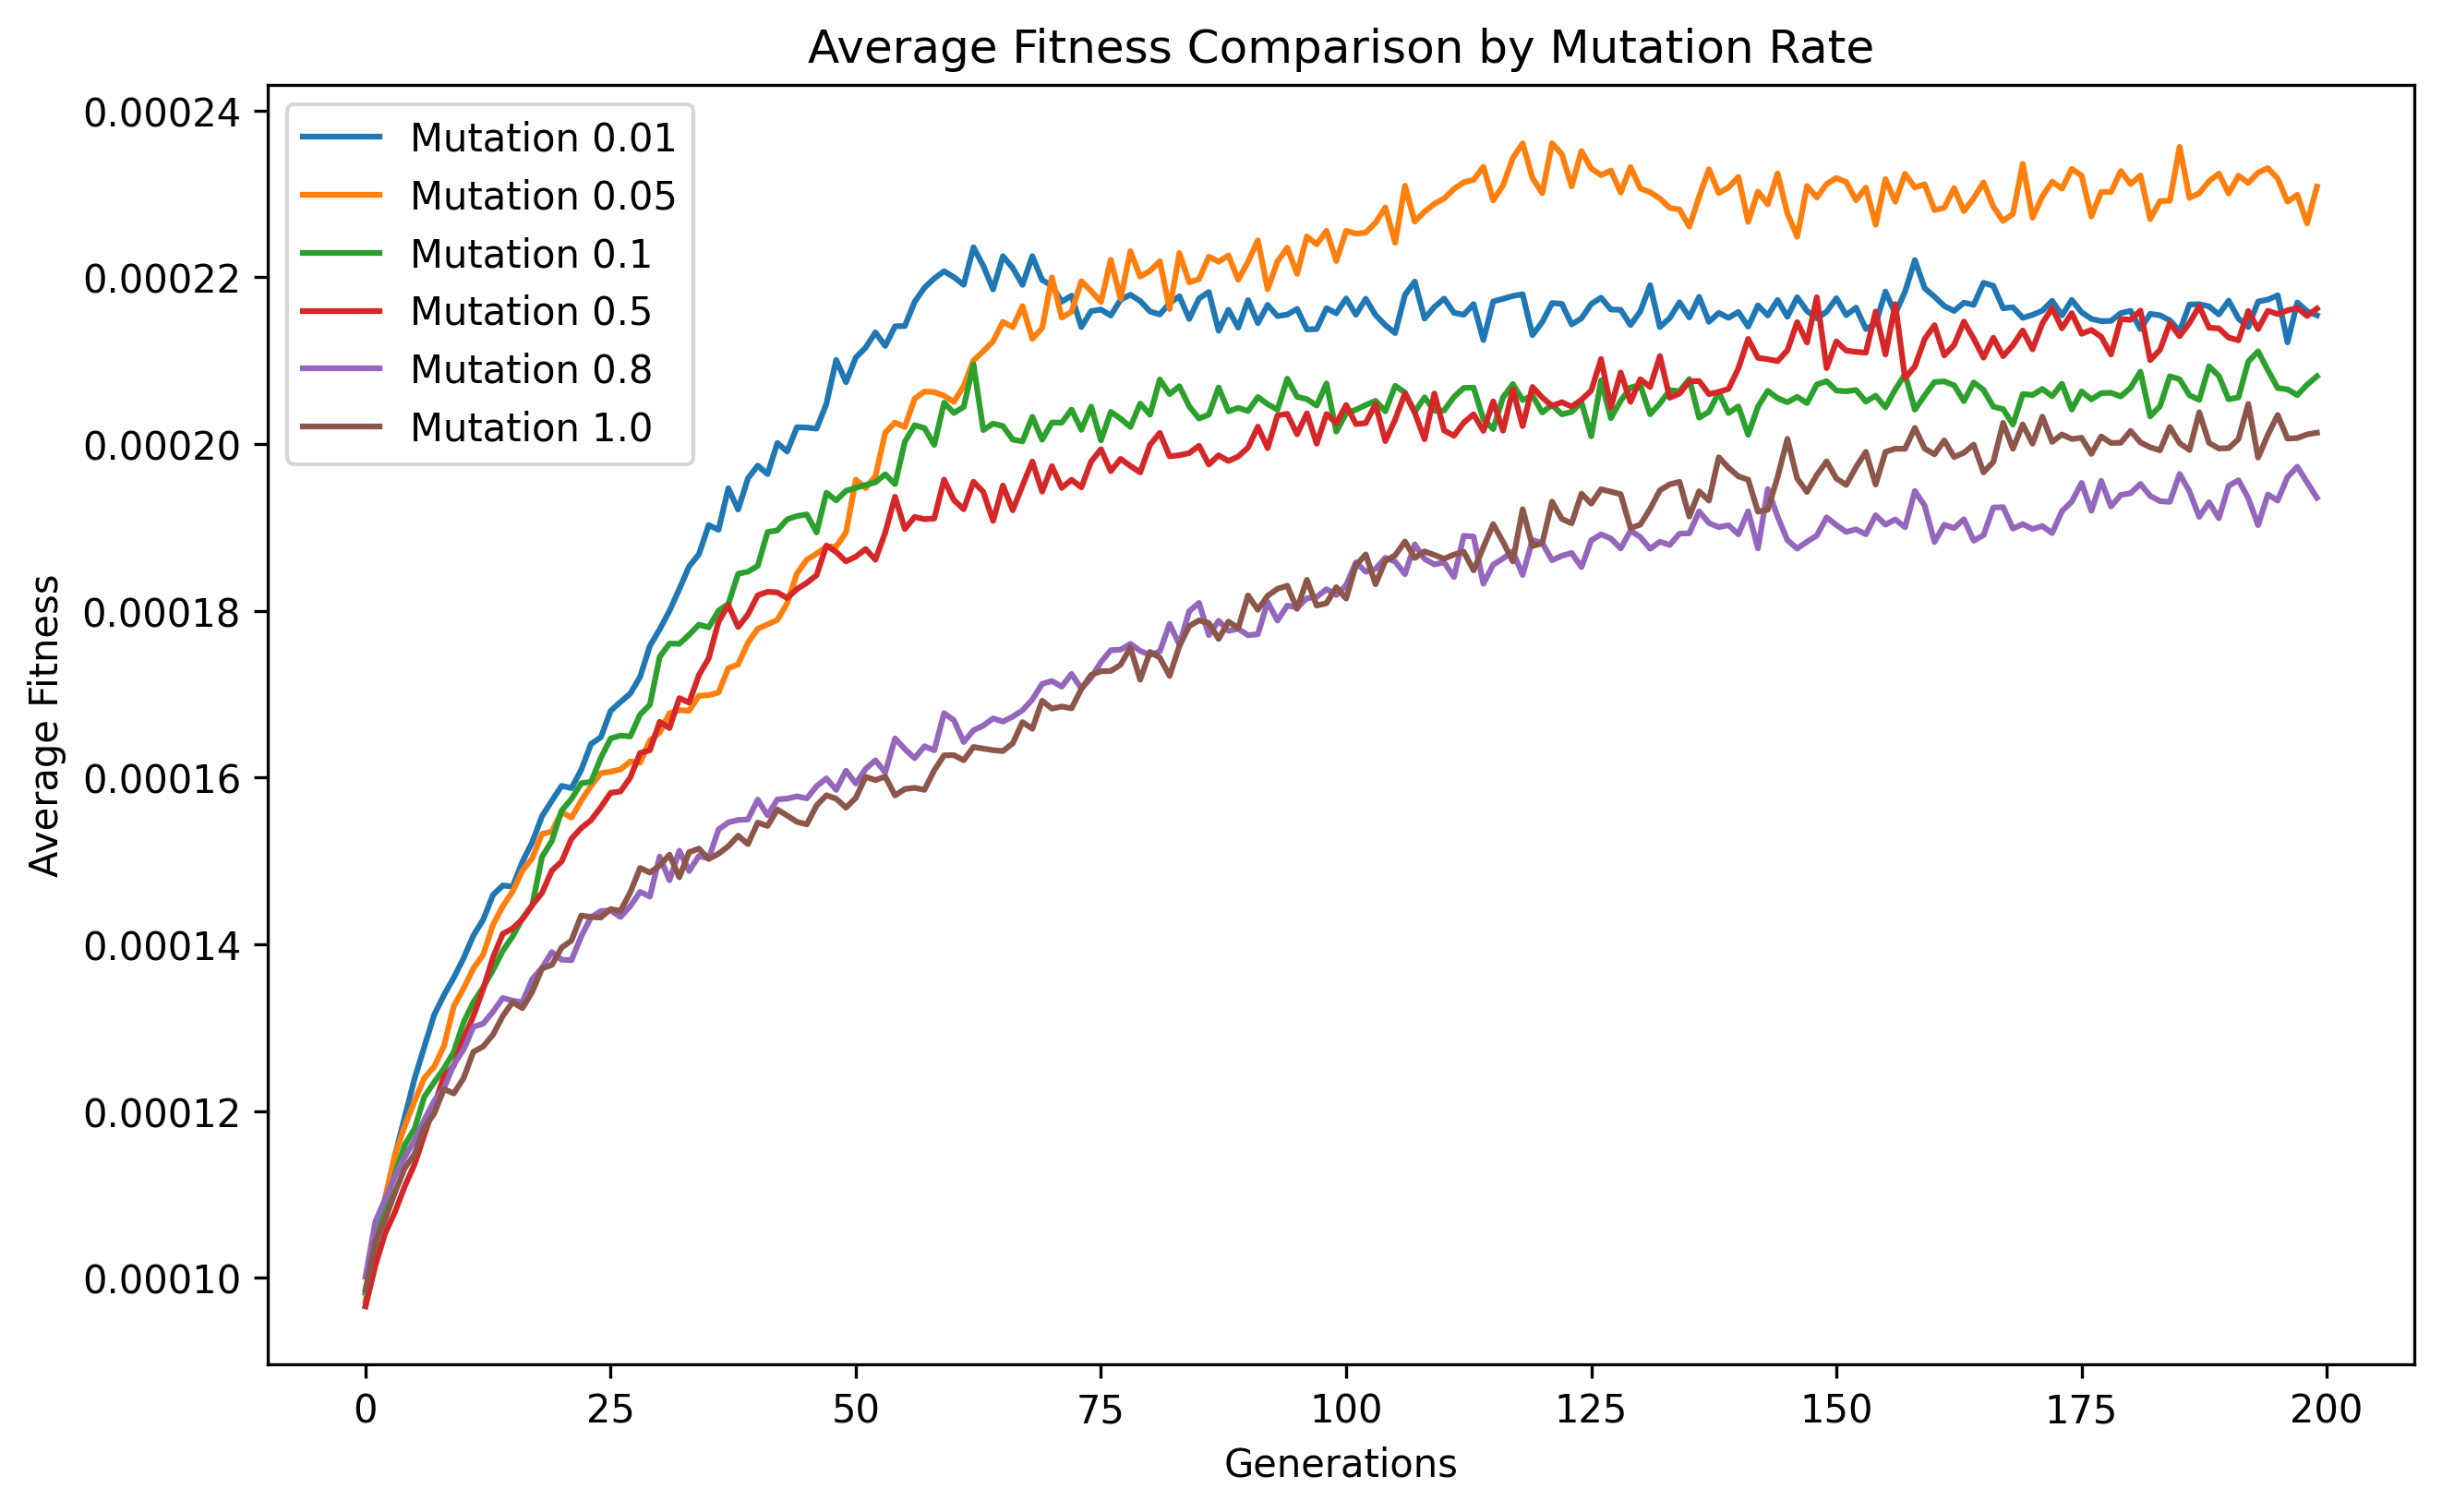 Average Fitness Comparison by Mutation Rate
0.00024
0.00022
0.00020
0.00018
0.00016
0.00014
0.00012
0.00010
Average Fitness
Mutation 0.01
Mutation 0.05
Mutation 0.1
Mutation 0.5
Mutation 0.8
Mutation 1.0
0 25 50 75 100 125 150 175 200
Generations